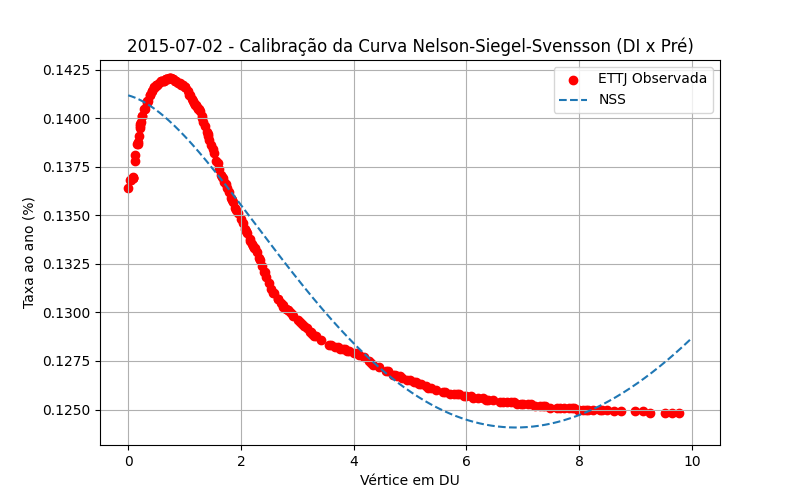 2015-07-02 - Calibração da Curva Nelson-Siegel-Svensson (DI x Pré)
ETTJ Observada
NSS
Taxa ao ano (%)
0.1425
0.1400
0.1375
0.1350
0.1325
0.1300
0.1275
0.1250
0 2 4 6 8 10
Vértice em DU